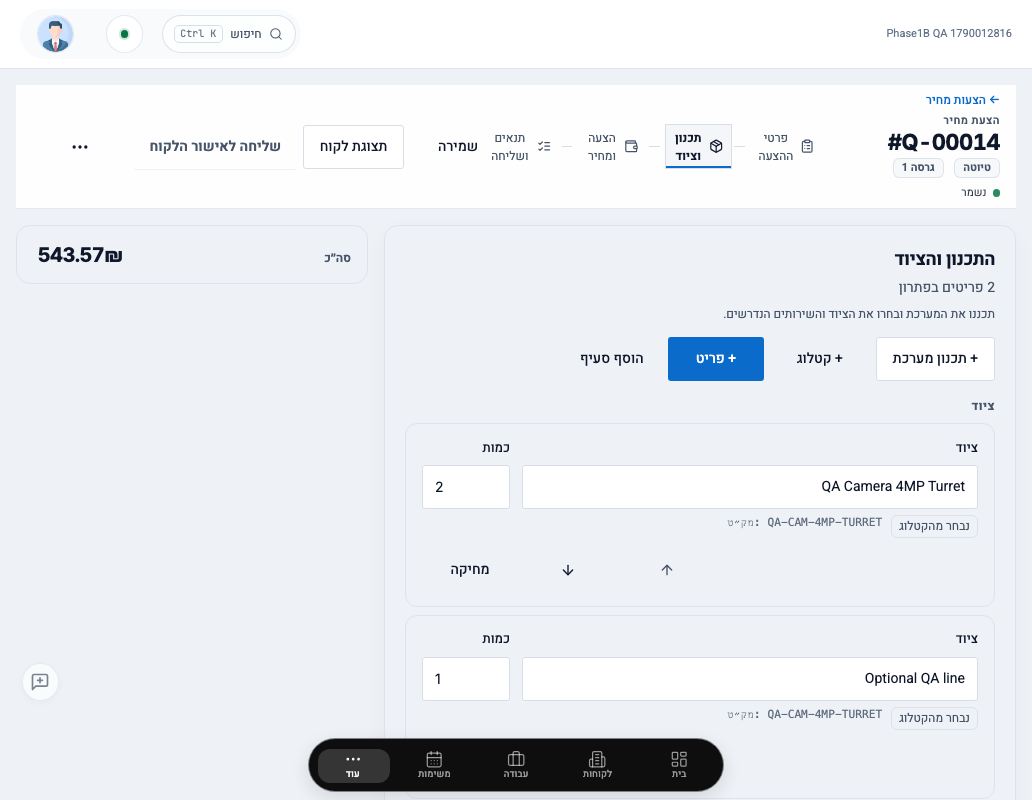 Phase1B QA 1790012816
חיפוש Ctrl K
← הצעות מחיר
הצעת מחיר
#Q-00014
טיוטה
גרסה 1
נשמר
פרטי ההצעה
תכנון וציוד
הצעה ומחיר
תנאים ושליחה
שמירה
תצוגת לקוח
שליחה לאישור הלקוח
התכנון והציוד
2 פריטים בפתרון
תכננו את המערכת ובחרו את הציוד והשירותים הנדרשים.
+ תכנון מערכת
+ קטלוג
+ פריט
הוסף סעיף
ציוד
ציוד
כמות
QA Camera 4MP Turret
2
נבחר מהקטלוג
מק״ט: QA-CAM-4MP-TURRET
↑
↓
מחיקה
ציוד
כמות
Optional QA line
1
נבחר מהקטלוג
מק״ט: QA-CAM-4MP-TURRET
סה״כ
543.57₪
בית
לקוחות
עבודה
משימות
עוד